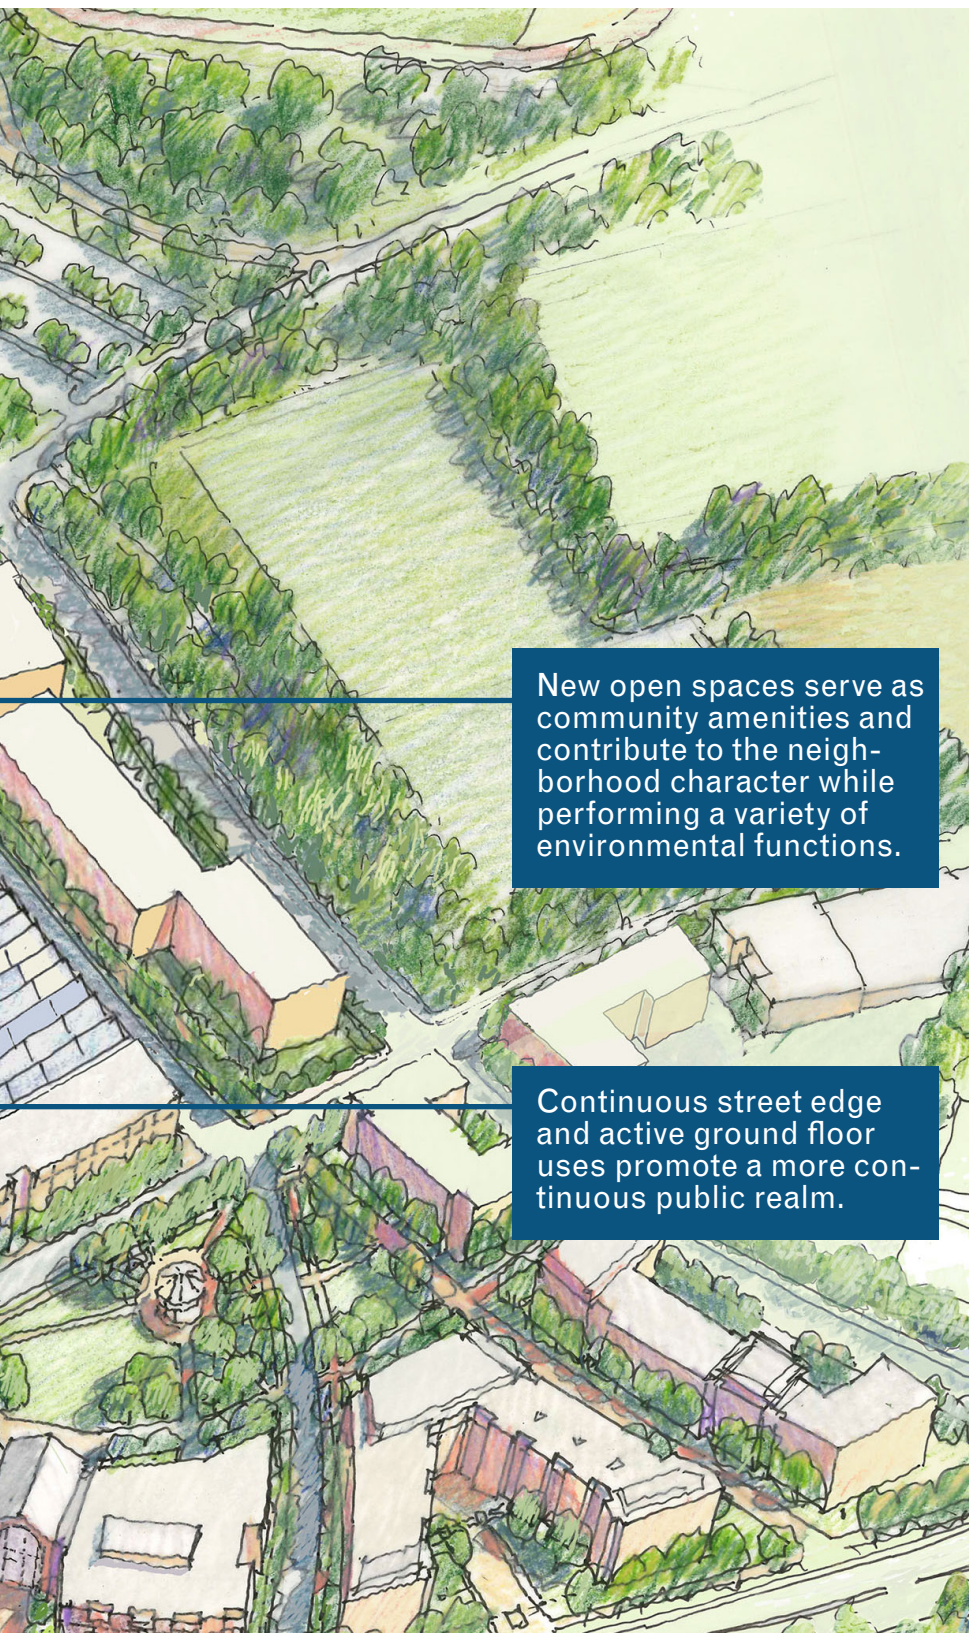 New open spaces serve as
community amenities and
contribute to the neigh-
borhood character while
performing a variety of
environmental functions.
Continuous street edge
and active ground floor
uses promote a more con-
tinuous public realm.